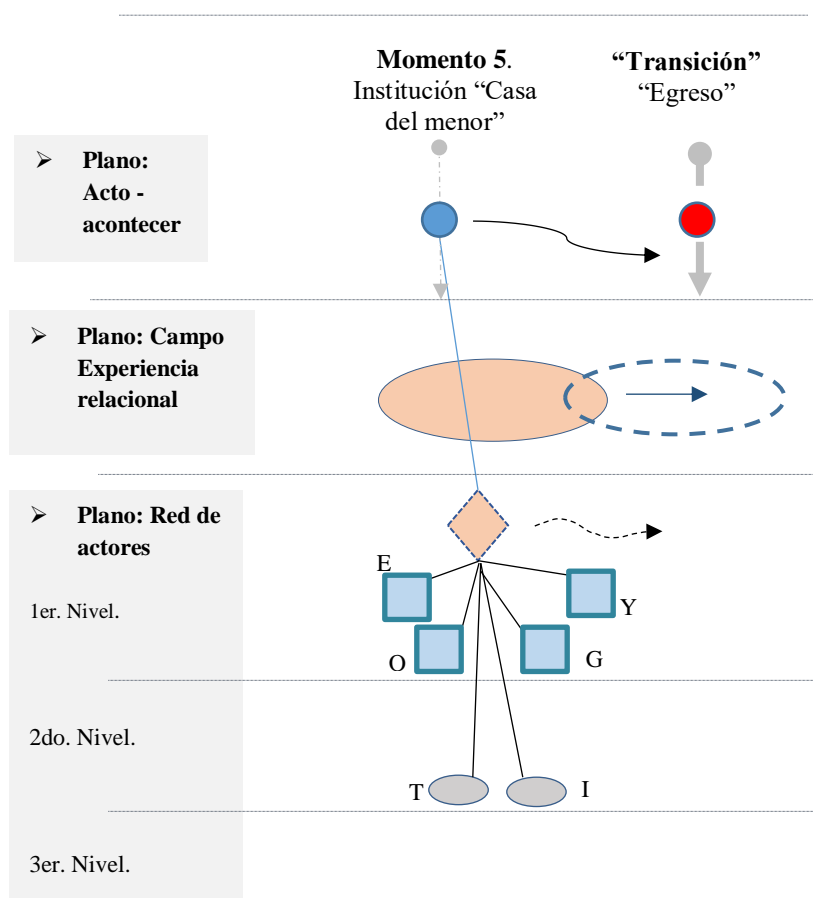 Momento 5.
Institución “Casa
del menor”
“Transición”
“Egreso”
➢ Plano:
Acto -
acontecer
➢ Plano: Campo
Experiencia
relacional
➢ Plano: Red de
actores
E
Y
1er. Nivel.
O
G
2do. Nivel.
T
I
3er. Nivel.